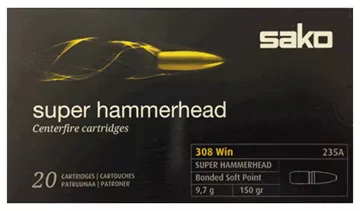 sako
super hammerhead
Centerfire cartridges
308 Win 235A
SUPER HAMMERHEAD
Bonded Soft Point
9,7 g 150 gr
20 CARTRIDGES / CARTOUCHES
PATRUUNAA / PATRONER